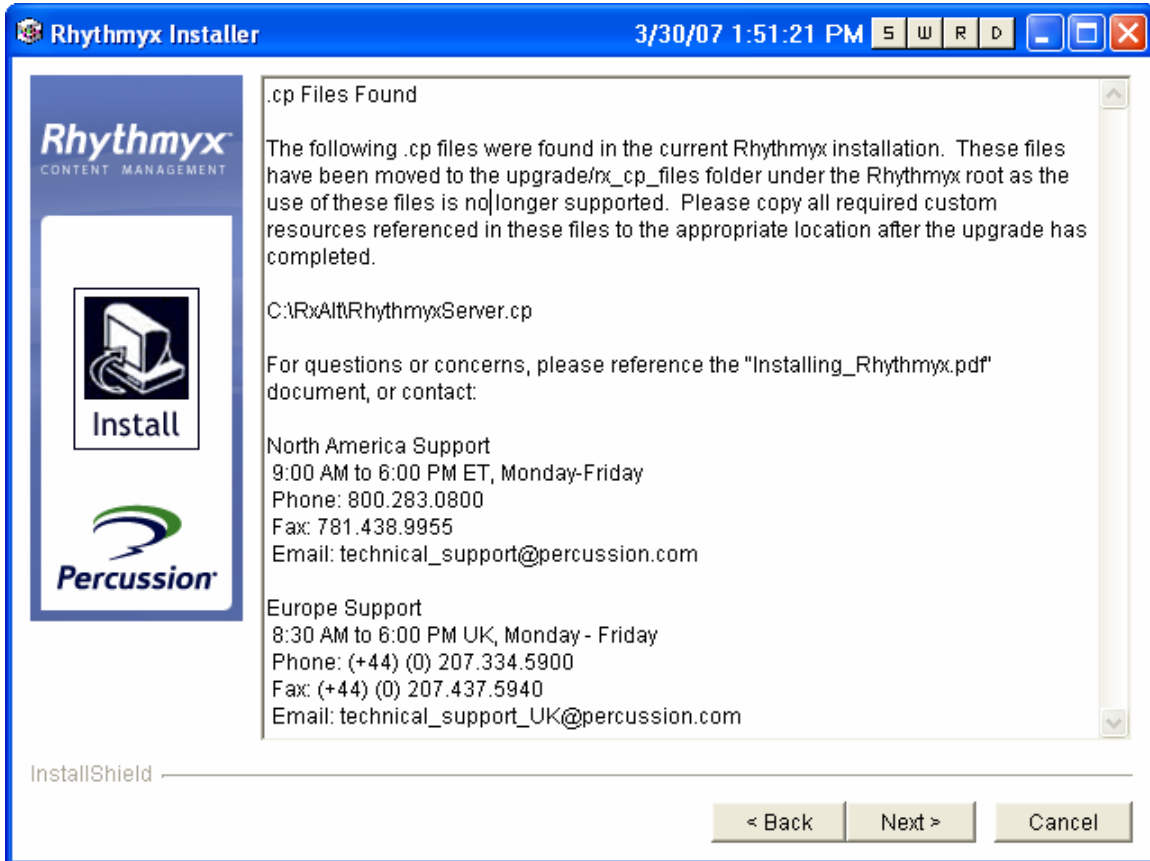 Rhythmyx Installer
3/30/07 1:51:21 PM
S W R D
Rhythmyx
CONTENT MANAGEMENT
Install
Percussion
.cp Files Found
The following .cp files were found in the current Rhythmyx installation.  These files
have been moved to the upgrade/rx_cp_files folder under the Rhythmyx root as the
use of these files is no longer supported.  Please copy all required custom
resources referenced in these files to the appropriate location after the upgrade has
completed.
C:\RxAlt\RhythmyxServer.cp
For questions or concerns, please reference the "Installing_Rhythmyx.pdf"
document, or contact:
North America Support
9:00 AM to 6:00 PM ET, Monday-Friday
Phone: 800.283.0800
Fax: 781.438.9955
Email: technical_support@percussion.com
Europe Support
8:30 AM to 6:00 PM UK, Monday - Friday
Phone: (+44) (0) 207.334.5900
Fax: (+44) (0) 207.437.5940
Email: technical_support_UK@percussion.com
InstallShield
< Back
Next >
Cancel